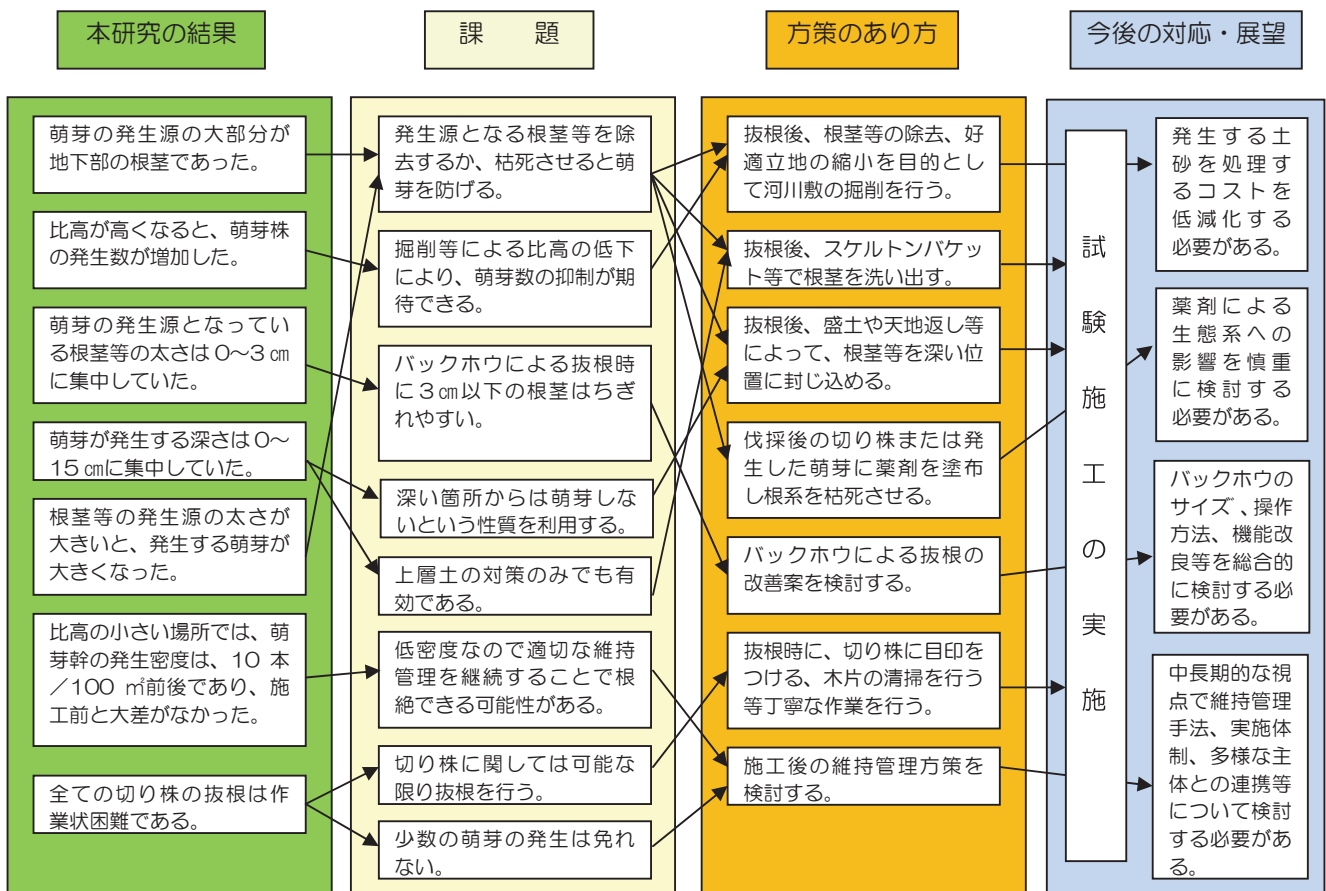 本研究の結果
課　題
方策のあり方
今後の対応・展望
萌芽の発生源の大部分が
地下部の根茎であった。
比高が高くなると、萌芽株
の発生数が増加した。
萌芽の発生源となってい
る根茎等の太さは0～3㎝
に集中していた。
萌芽が発生する深さは0～
15㎝に集中していた。
根茎等の発生源の太さが
大きいと、発生する萌芽が
大きくなった。
比高の小さい場所では、萌
芽幹の発生密度は、10 本
／100 ㎡前後であり、施
工前と大差がなかった。
全ての切り株の抜根は作
業状困難である。
発生源となる根茎等を除
去するか、枯死させると萌
芽を防げる。
掘削等による比高の低下
により、萌芽数の抑制が期
待できる。
バックホウによる抜根時
に3㎝以下の根茎はちぎ
れやすい。
深い箇所からは萌芽しな
いという性質を利用する。
上層土の対策のみでも有
効である。
低密度なので適切な維持
管理を継続することで根
絶できる可能性がある。
切り株に関しては可能な
限り抜根を行う。
少数の萌芽の発生は免れ
ない。
抜根後、根茎等の除去、好
適立地の縮小を目的とし
て河川敷の掘削を行う。
抜根後、スケルトンバケッ
ト等で根茎を洗い出す。
抜根後、盛土や天地返し等
によって、根茎等を深い位
置に封じ込める。
伐採後の切り株または発
生した萌芽に薬剤を塗布
し根系を枯死させる。
バックホウによる抜根の
改善案を検討する。
抜根時に、切り株に目印を
つける、木片の清掃を行う
等丁寧な作業を行う。
施工後の維持管理方策を
検討する。
試験施工の実施
発生する土
砂を処理す
るコストを
低減化する
必要がある。
薬剤による
生態系への
影響を慎重
に検討する
必要がある。
バックホウの
サイズ、操作
方法、機能改
良等を総合的
に検討する必
要がある。
中長期的な視
点で維持管理
手法、実施体
制、多様な主
体との連携等
について検討
する必要があ
る。